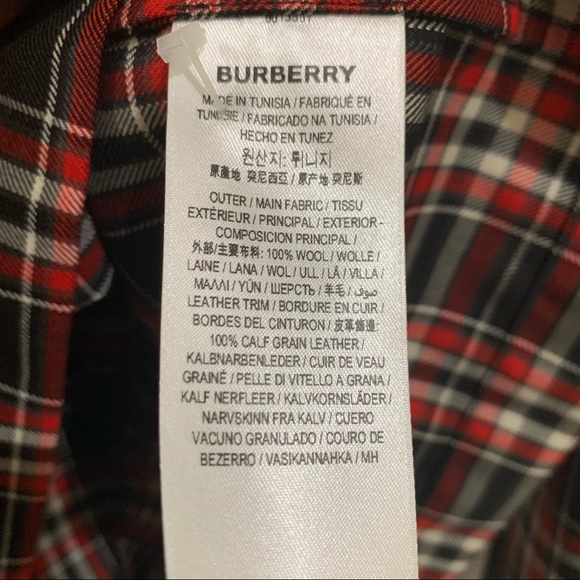 8013551
BURBERRY
MADE IN TUNISIA / FABRIQUÉ EN
TUNISIE / FABRICADO NA TUNISIA /
HECHO EN TUNEZ
원산지: 튀니지
原產地 突尼西亞 / 原产地 突尼斯
OUTER / MAIN FABRIC / TISSU
EXTÉRIEUR / PRINCIPAL / EXTERIOR -
COMPOSICION PRINCIPAL /
外部/主要布料: 100% WOOL / WOLLE /
LAINE / LANA / WOL / ULL / LÃ / VILLA /
ΜΑΛΛΙ / YÜN / ШЕРСТЬ / 羊毛 / صوف /
LEATHER TRIM / BORDURE EN CUIR /
BORDES DEL CINTURON / 皮革飾邊:
100% CALF GRAIN LEATHER /
KALBNARBENLEDER / CUIR DE VEAU
GRAINÉ / PELLE DI VITELLO A GRANA /
KALF NERFLEER / KALVKORNSLÄDER /
NARVSKINN FRA KALV / CUERO
VACUNO GRANULADO / COURO DE
BEZERRO / VASIKANNAHKA / MH